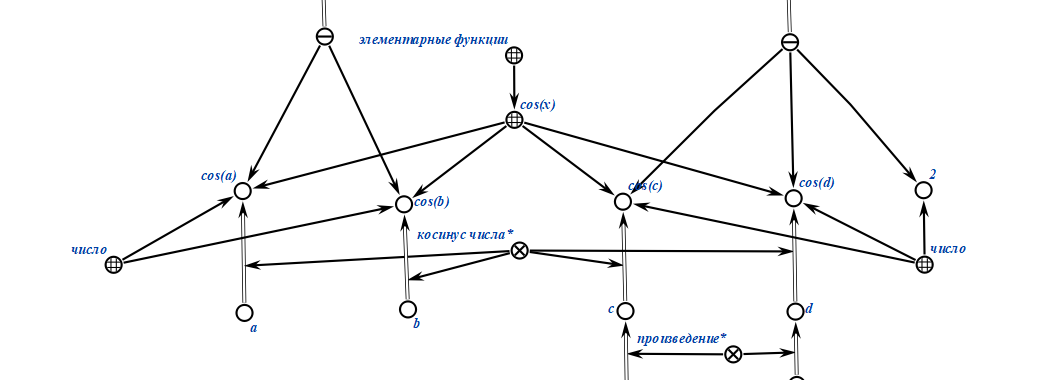 элементарные функции
cos(x)
cos(a)
cos(b)
cos(c)
cos(d)
2
косинус числа*
число
число
a
b
c
d
произведение*